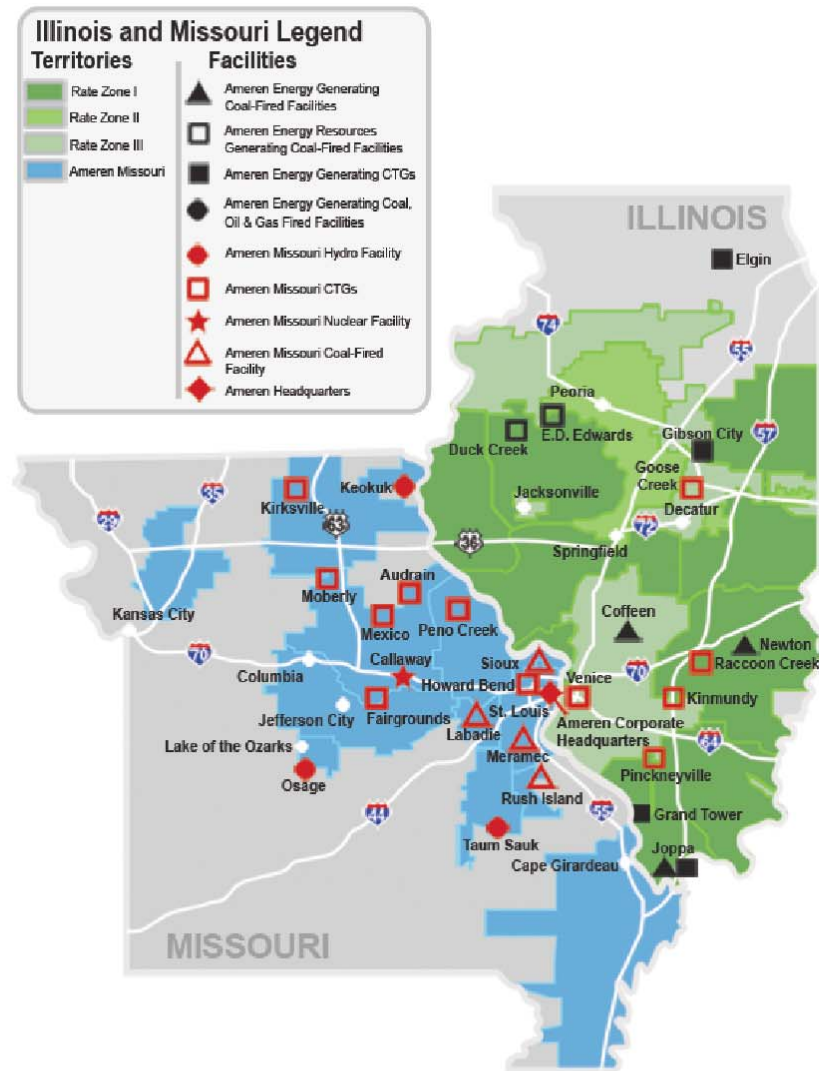 Illinois and Missouri Legend
Territories
Rate Zone I
Rate Zone II
Rate Zone III
Ameren Missouri
Facilities
Ameren Energy Generating
Coal-Fired Facilities
Ameren Energy Resources
Generating Coal-Fired Facilities
Ameren Energy Generating CTGs
Ameren Energy Generating Coal,
Oil & Gas Fired Facilities
Ameren Missouri Hydro Facility
Ameren Missouri CTGs
Ameren Missouri Nuclear Facility
Ameren Missouri Coal-Fired
Facility
Ameren Headquarters
ILLINOIS
Elgin
74
55
Peoria
E.D. Edwards
Duck Creek
Gibson City
57
Goose
Creek
Jacksonville
Decatur
72
36
Springfield
Keokuk
Kirksville
35
29
63
Audrain
Moberly
Mexico
Peno Creek
Kansas City
70
Callaway
Columbia
Coffeen
Newton
Raccoon Creek
70
Sioux
Howard Bend
Venice
St. Louis
Kinmundy
Jefferson City
Fairgrounds
Labadie
Ameren Corporate
Headquarters
64
Lake of the Ozarks
Meramec
Osage
Pinckneyville
Rush Island
44
55
Grand Tower
Taum Sauk
Joppa
Cape Girardeau
MISSOURI